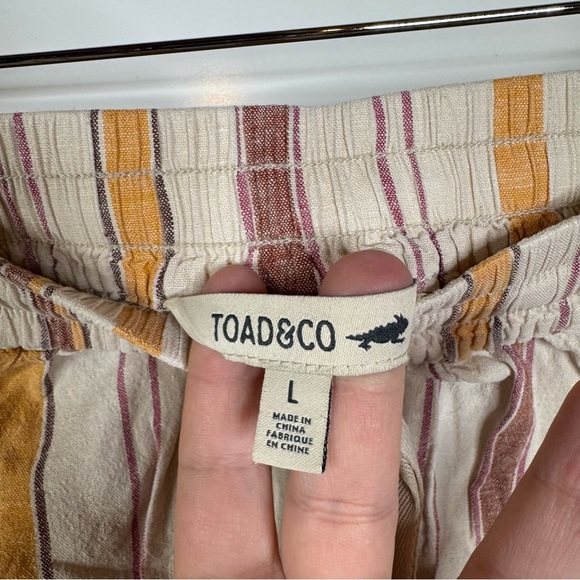 TOAD&CO
L
MADE IN
CHINA
FABRIQUE
EN CHINE